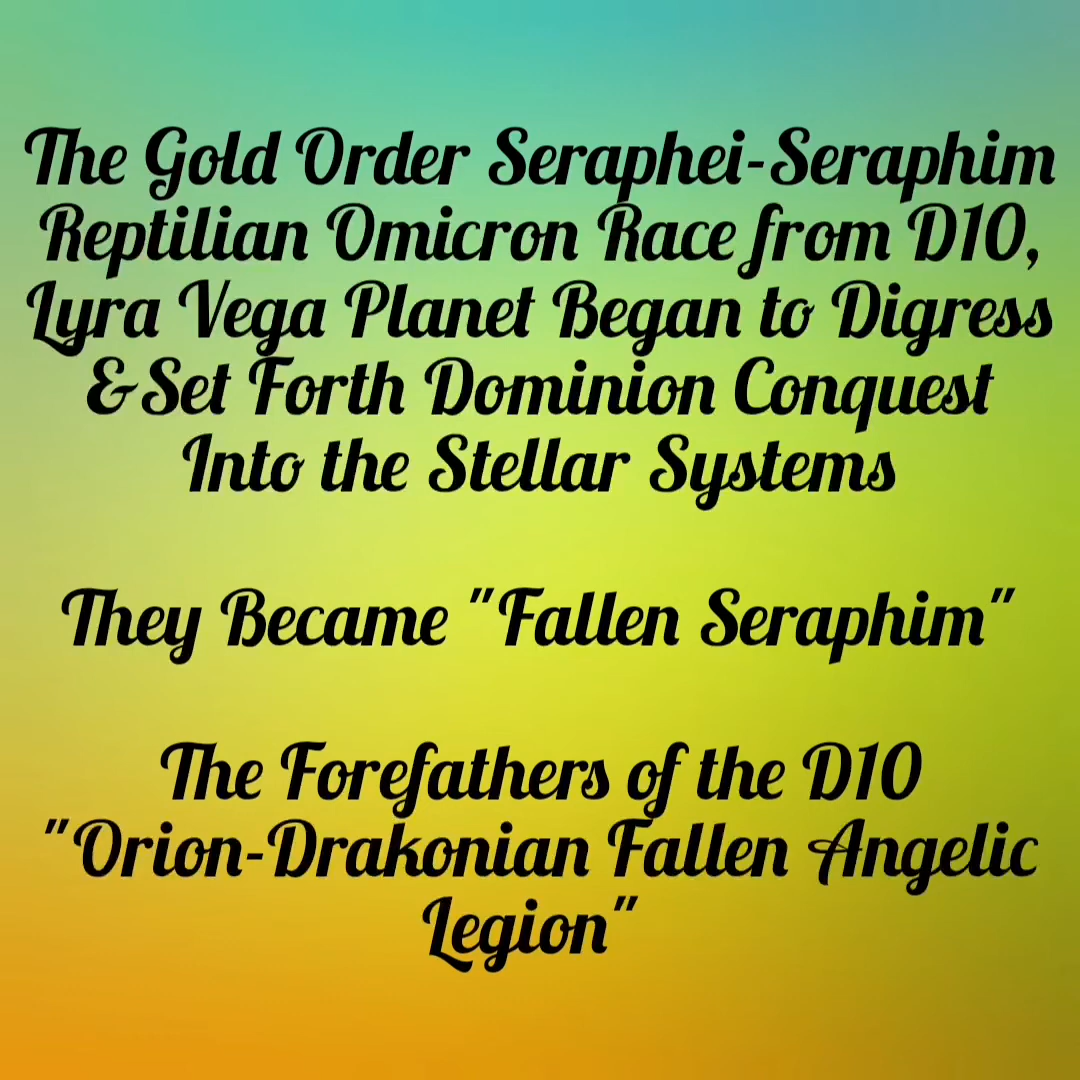 The Gold Order Seraphei-Seraphim
Reptilian Omicron Race from D10,
Lyra Vega Planet Began to Digress
&Set Forth Dominion Conquest
Into the Stellar Systems
They Became "Fallen Seraphim"
The Forefathers of the D10
"Orion-Drakonian Fallen Angelic
Legion"